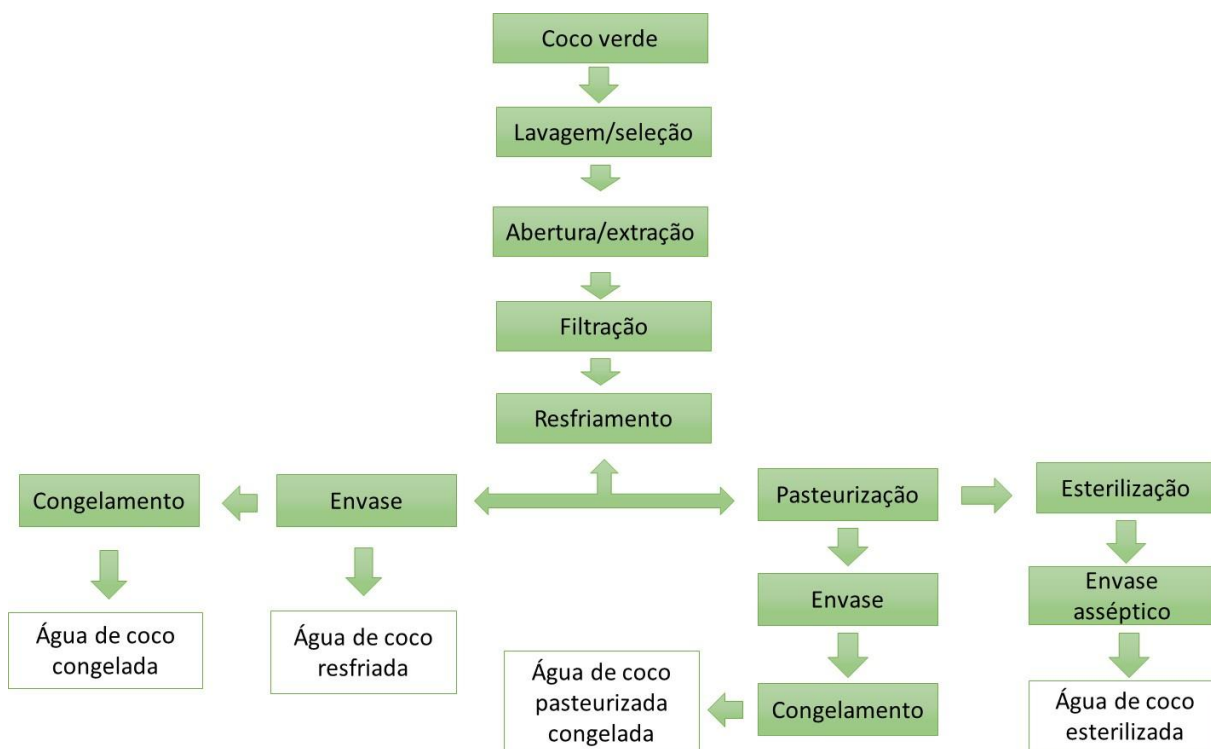 Coco verde
Lavagem/seleção
Abertura/extração
Filtração
Resfriamento
Congelamento
Envase
Pasteurização
Esterilização
Envase
Envase
asséptico
Água de coco
congelada
Água de coco
resfriada
Água de coco
pasteurizada
congelada
Congelamento
Água de coco
esterilizada